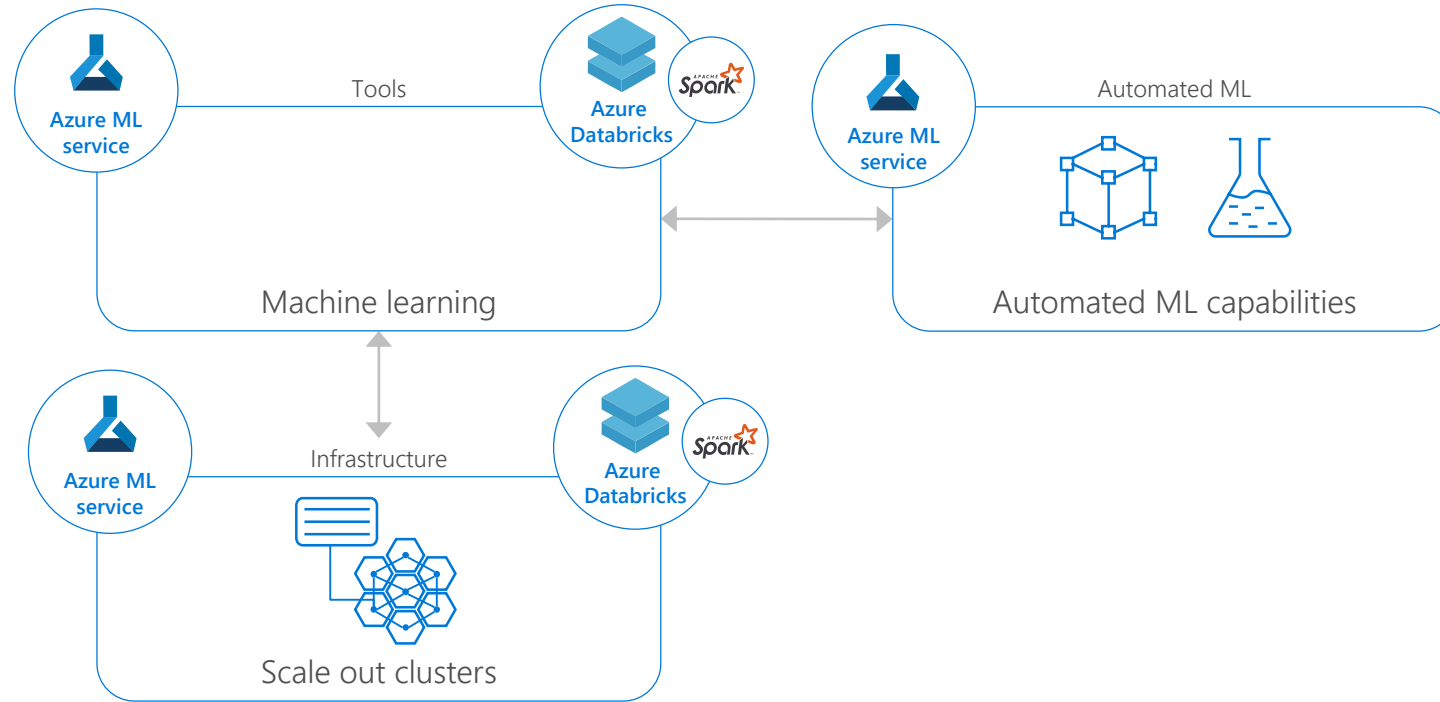 Azure ML
service
Tools
Azure
Databricks
APACHE
Spark
Azure ML
service
Automated ML
Machine learning
Automated ML capabilities
Azure ML
service
Infrastructure
Azure
Databricks
APACHE
Spark
Scale out clusters